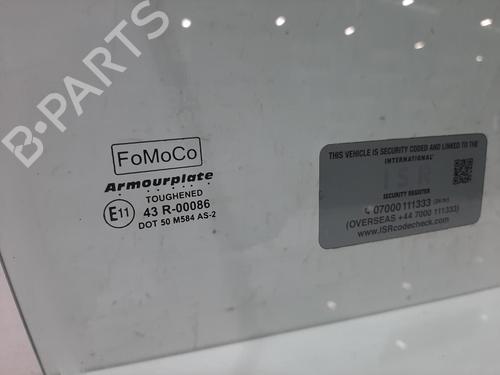 B-PARTS
FoMoCo
Armourplate
TOUGHENED
E11 43 R-00086
DOT 50 M584 AS-2
THIS VEHICLE IS SECURITY CODED AND LINKED TO THE
INTERNATIONAL
ISR
SECURITY REGISTER
07000 111333
(OVERSEAS +44 7000 111333)
www.ISRcodecheck.com